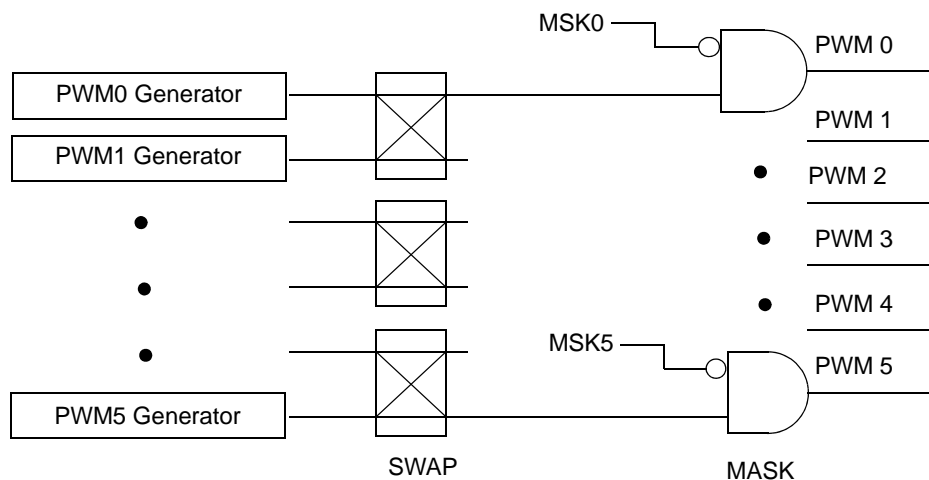 MSK0
PWM 0
PWM0 Generator
PWM 1
PWM1 Generator
PWM 2
PWM 3
PWM 4
MSK5
PWM 5
PWM5 Generator
SWAP
MASK